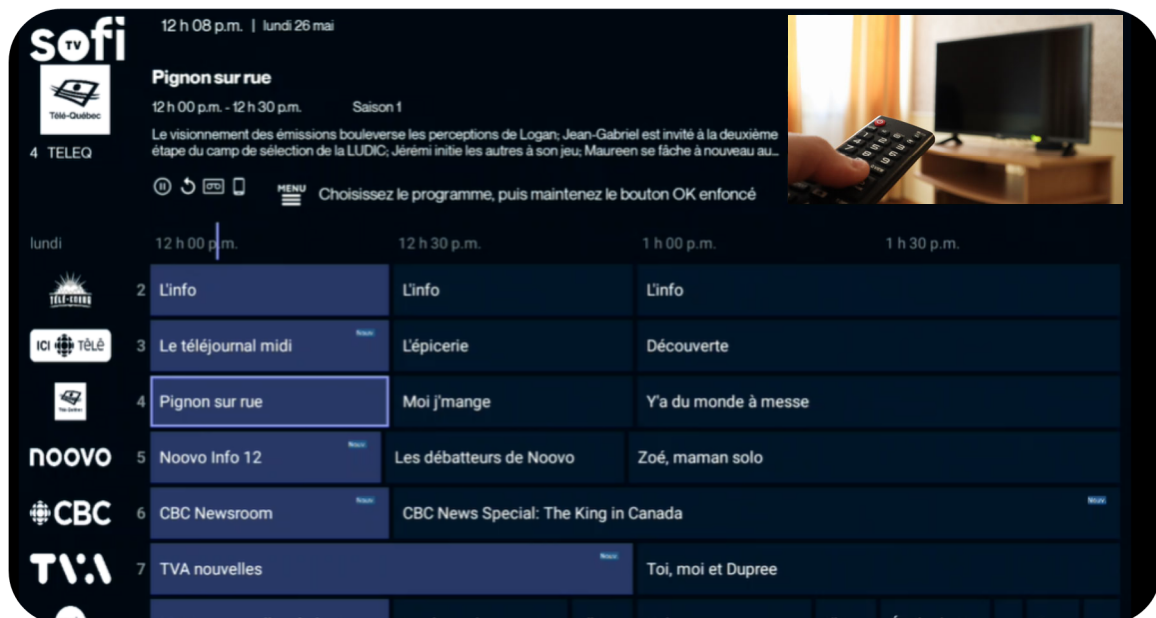 sofi TV
12 h 08 p.m. | lundi 26 mai
Télé-Québec
4 TELEQ
Pignon sur rue
12 h 00 p.m. - 12 h 30 p.m. Saison 1
Le visionnement des émissions bouleverse les perceptions de Logan; Jean-Gabriel est invité à la deuxième
étape du camp de sélection de la LUDIC; Jérémi initie les autres à son jeu; Maureen se fâche à nouveau au...
MENU Choisissez le programme, puis maintenez le bouton OK enfoncé
lundi 12 h 00 p.m. 12 h 30 p.m. 1 h 00 p.m. 1 h 30 p.m.
2 L'info L'info L'info
ICI TÉLÉ 3 Le téléjournal midi Nouv L'épicerie Découverte
Télé-Québec 4 Pignon sur rue Moi j'mange Y'a du monde à messe
noovo 5 Noovo Info 12 Nouv Les débatteurs de Noovo Zoé, maman solo
CBC 6 CBC Newsroom Nouv CBC News Special: The King in Canada Nouv
TVA 7 TVA nouvelles Nouv Toi, moi et Dupree